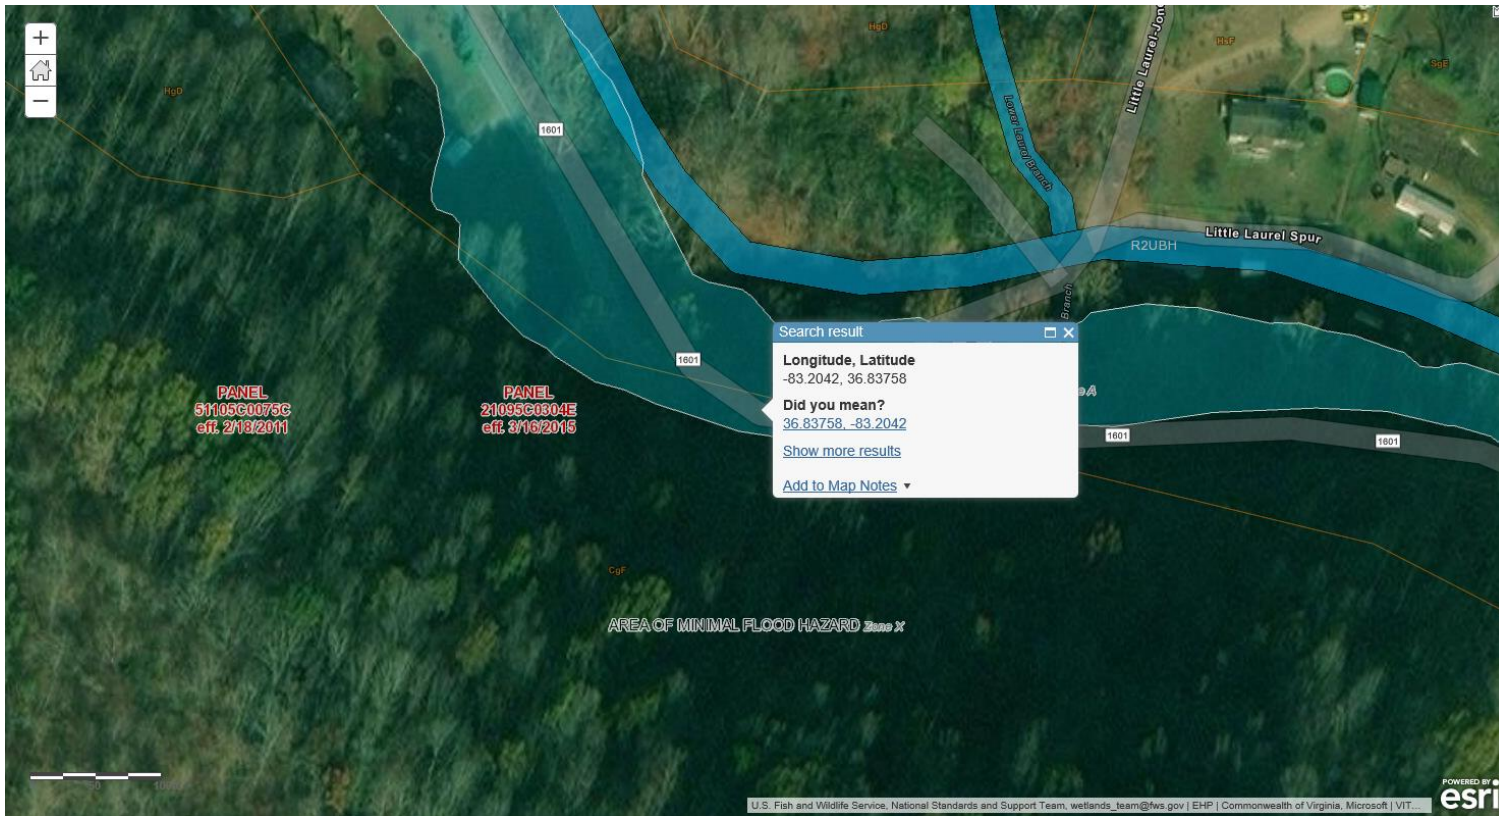 +
−
HgD
HgD
HsF
SgE
1601
Lower Laurel Branch
Little Laurel-Jon
R2UBH
Little Laurel Spur
Branch
1601
Search result
Longitude, Latitude
-83.2042, 36.83758
Did you mean?
36.83758, -83.2042
Show more results
Add to Map Notes
e A
PANEL
51105C0075C
eff. 2/18/2011
PANEL
21095C0304E
eff. 3/16/2015
1601
1601
CgF
AREA OF MINIMAL FLOOD HAZARD Zone X
U.S. Fish and Wildlife Service, National Standards and Support Team, wetlands_team@fws.gov | EHP | Commonwealth of Virginia, Microsoft | VIT...
POWERED BY
esri